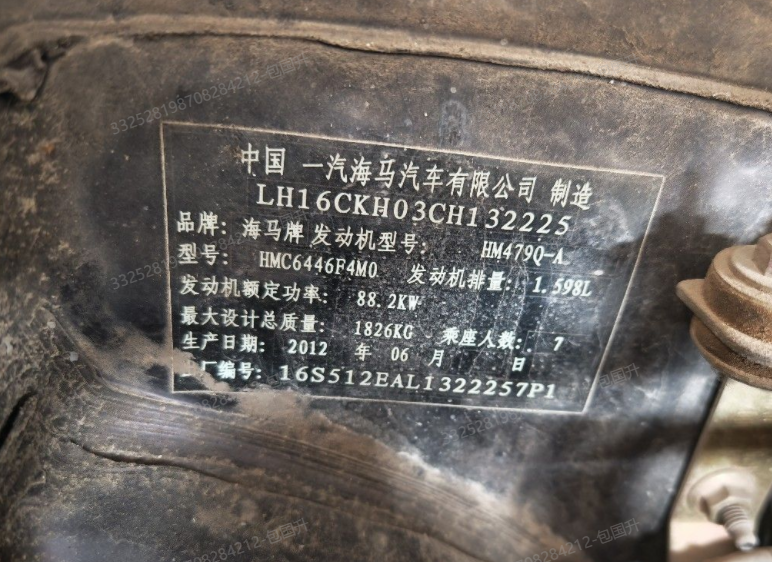 中国 一汽海马汽车有限公司 制造
LH16CKH03CH132225
品牌: 海马牌 发动机型号: HM479Q-A
型号: HMC6446F4M0 发动机排量: 1.598L
发动机额定功率: 88.2KW
最大设计总质量: 1826KG 乘座人数: 7
生产日期: 2012 年 06 月 日
厂编号: 16S512EAL1322257P1